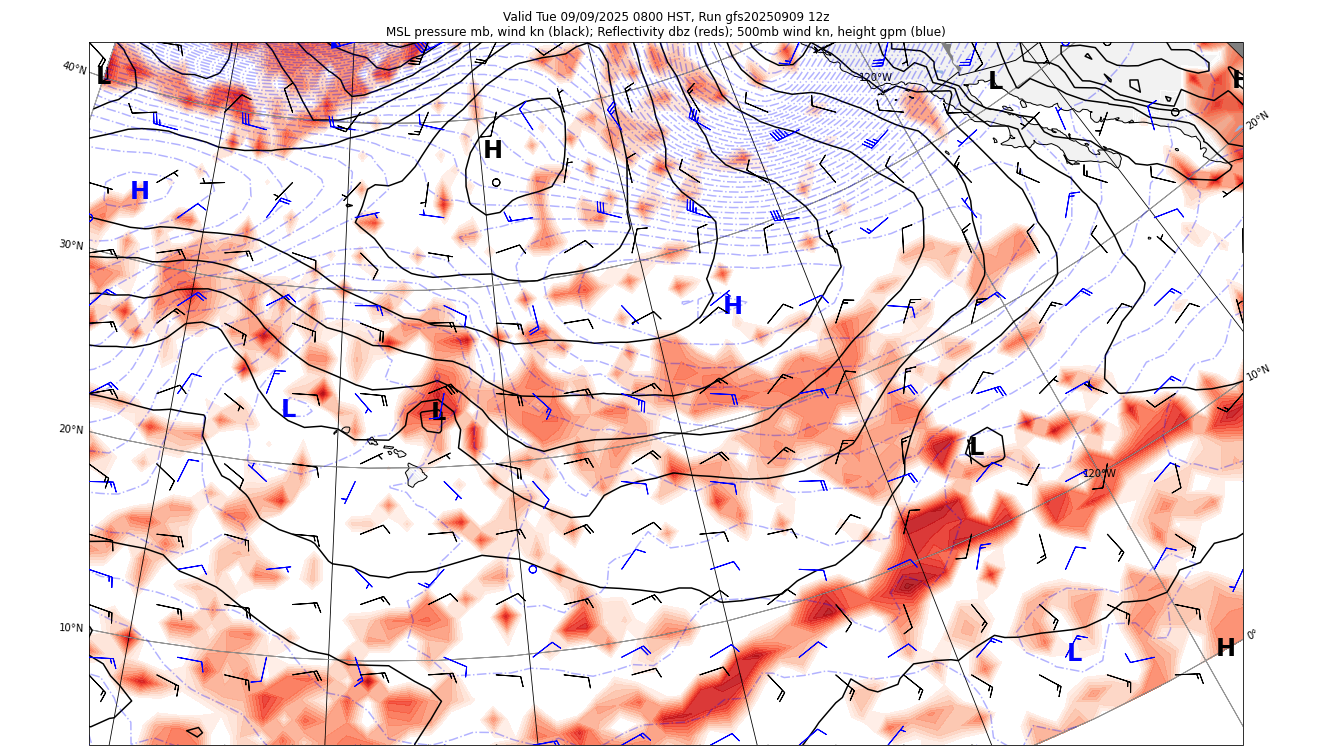 Valid Tue 09/09/2025 0800 HST, Run gfs20250909 12z
MSL pressure mb, wind kn (black); Reflectivity dbz (reds); 500mb wind kn, height gpm (blue)
40°N
L
120°W
L
H
20°N
H
H
30°N
H
10°N
L
L
20°N
L
120°W
10°N
0°
L
H